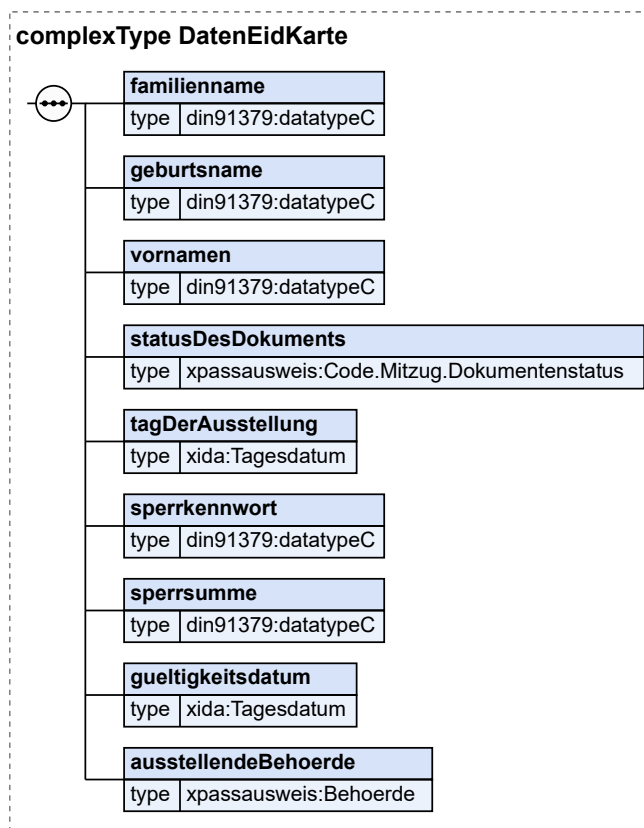 complexType DatenEidKarte
familienname
type din91379:datatypeC
geburtsname
type din91379:datatypeC
vornamen
type din91379:datatypeC
statusDesDokuments
type xpassausweis:Code.Mitzug.Dokumentenstatus
tagDerAusstellung
type xida:Tagesdatum
sperrkennwort
type din91379:datatypeC
sperrsumme
type din91379:datatypeC
gueltigkeitsdatum
type xida:Tagesdatum
ausstellendeBehoerde
type xpassausweis:Behoerde